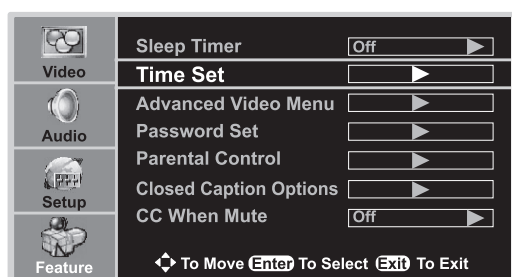 Video
Audio
Setup
Feature
Sleep Timer Off
Time Set
Advanced Video Menu
Password Set
Parental Control
Closed Caption Options
CC When Mute Off
To Move Enter To Select Exit To Exit